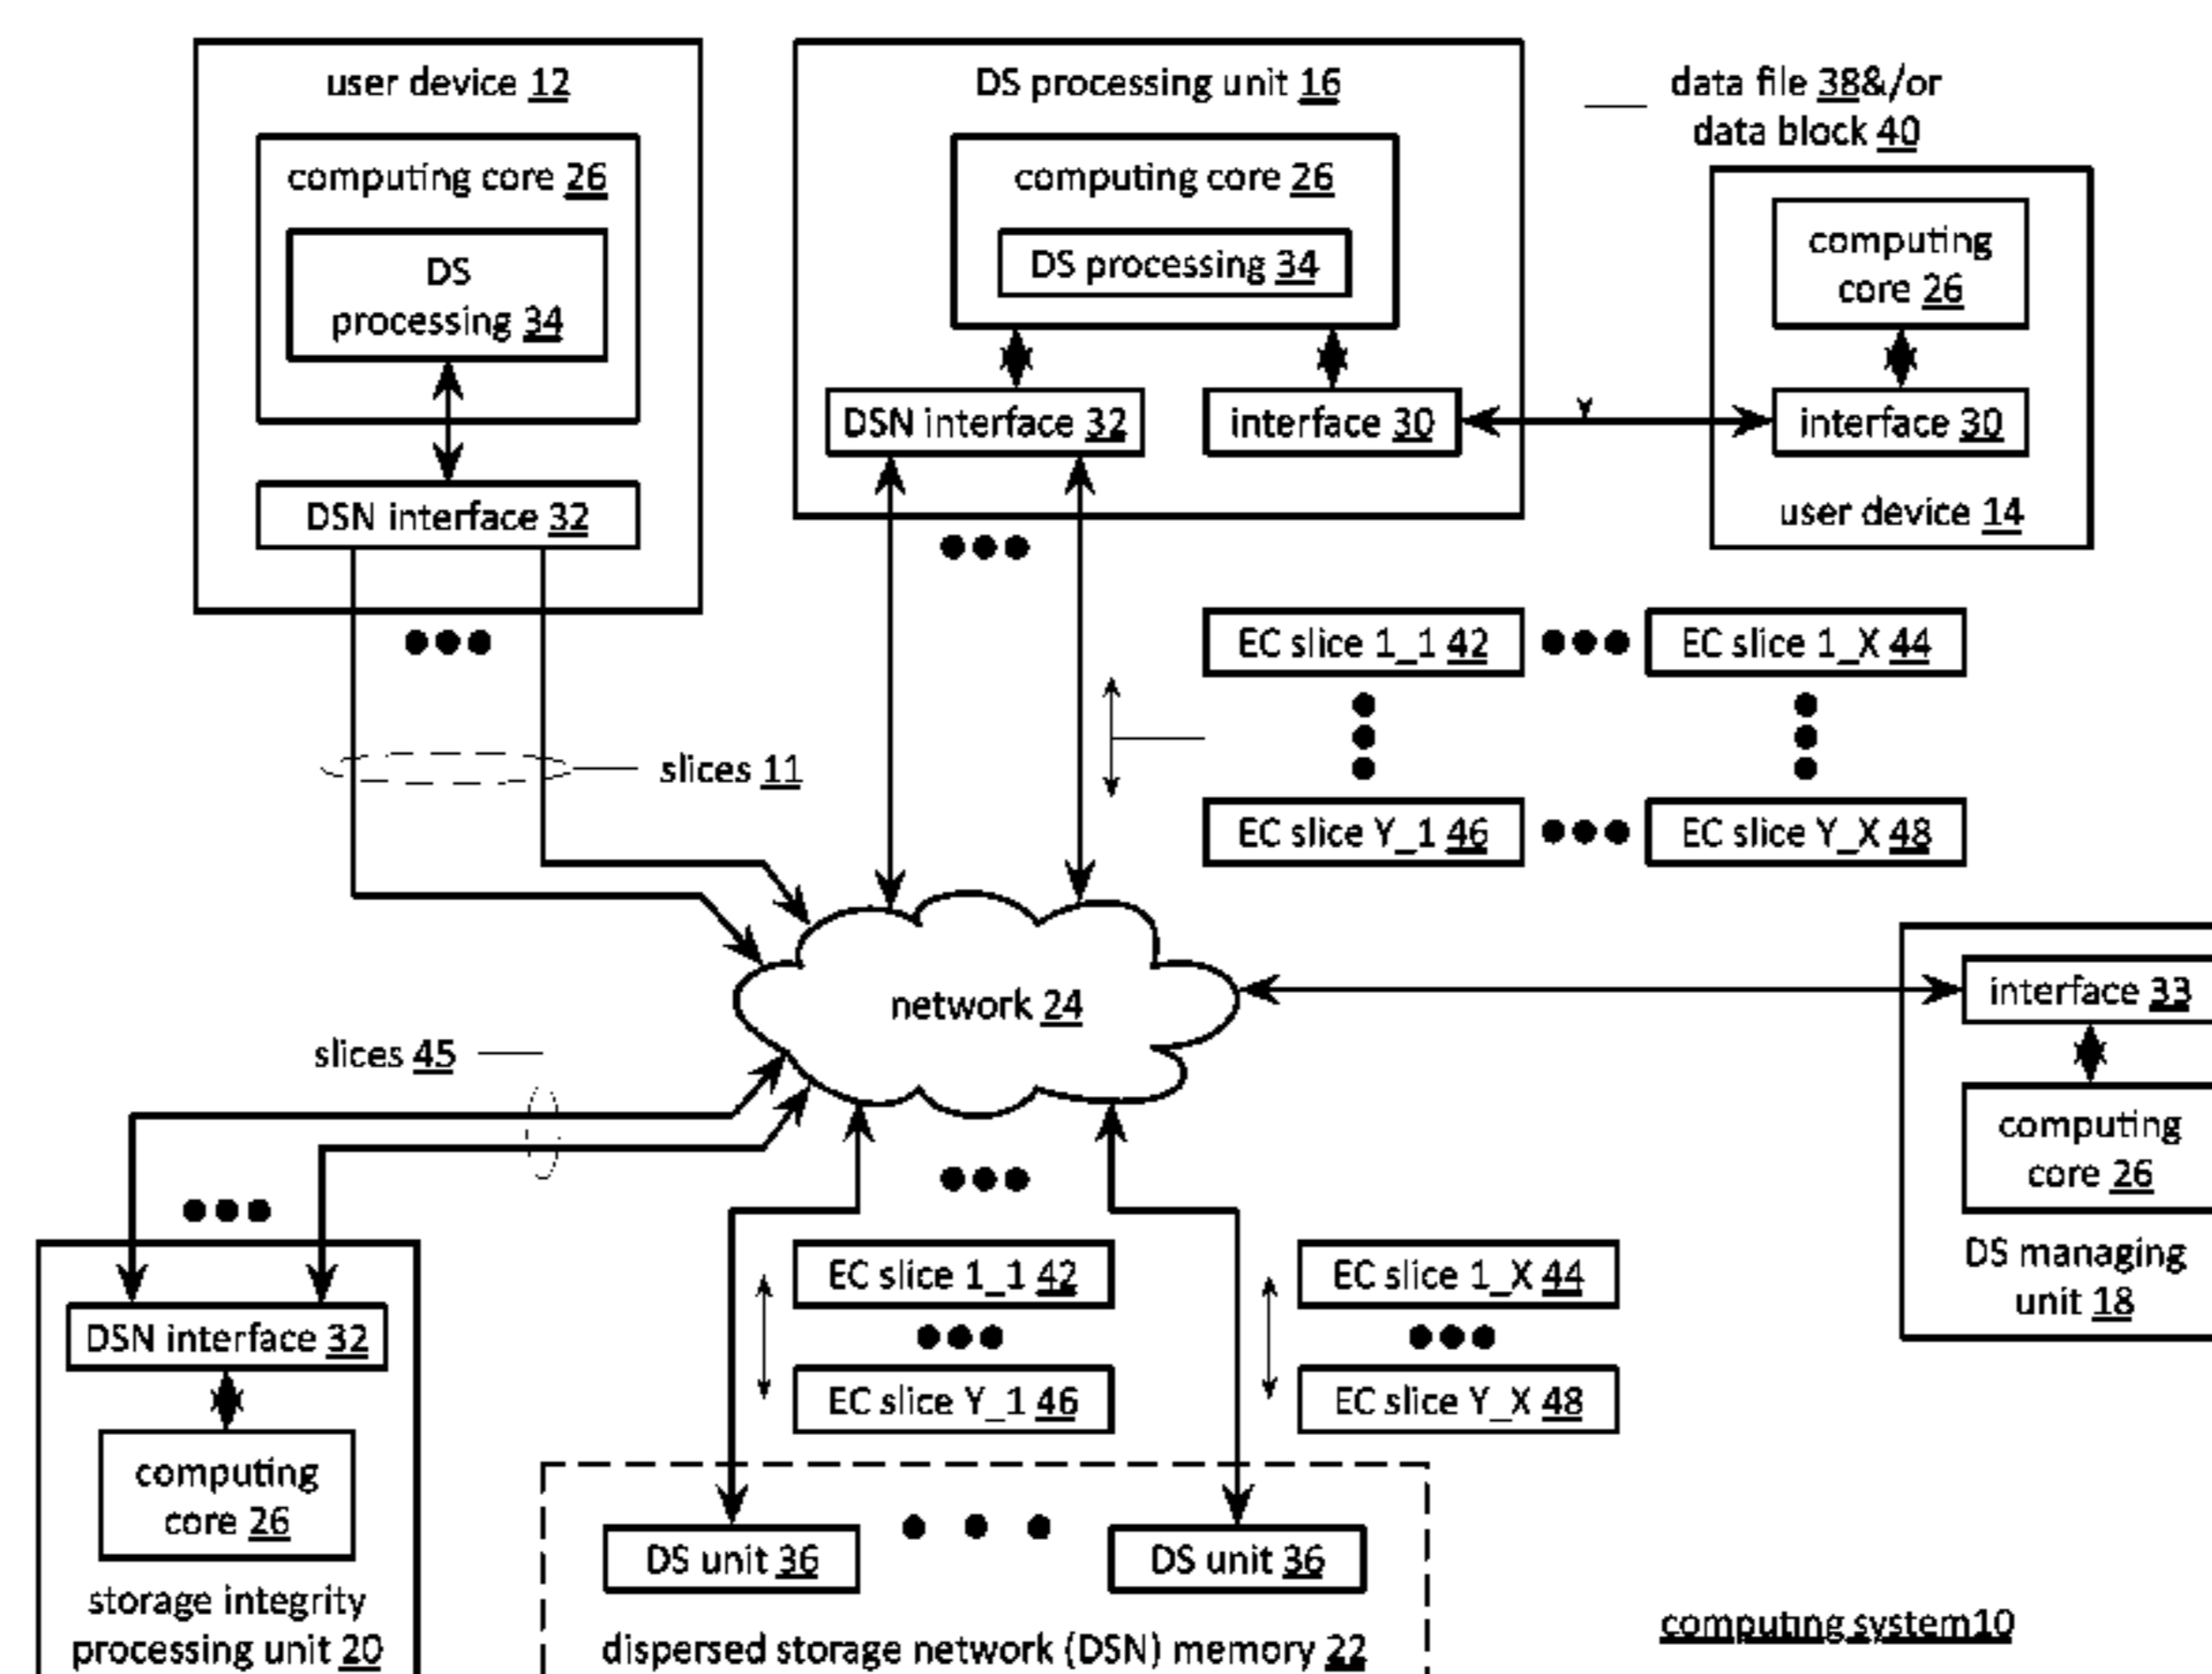 user device 12
computing core 26
DS
processing 34
DSN interface 32
DS processing unit 16
computing core 26
DS processing 34
DSN interface 32
interface 30
data file 38&/or
data block 40
computing
core 26
interface 30
user device 14
EC slice 1_1 42
EC slice 1_X 44
EC slice Y_1 46
EC slice Y_X 48
slices 11
network 24
interface 33
computing
core 26
DS managing
unit 18
slices 45
DSN interface 32
computing
core 26
storage integrity
processing unit 20
EC slice 1_1 42
EC slice Y_1 46
EC slice 1_X 44
EC slice Y_X 48
DS unit 36
DS unit 36
dispersed storage network (DSN) memory 22
computing system10